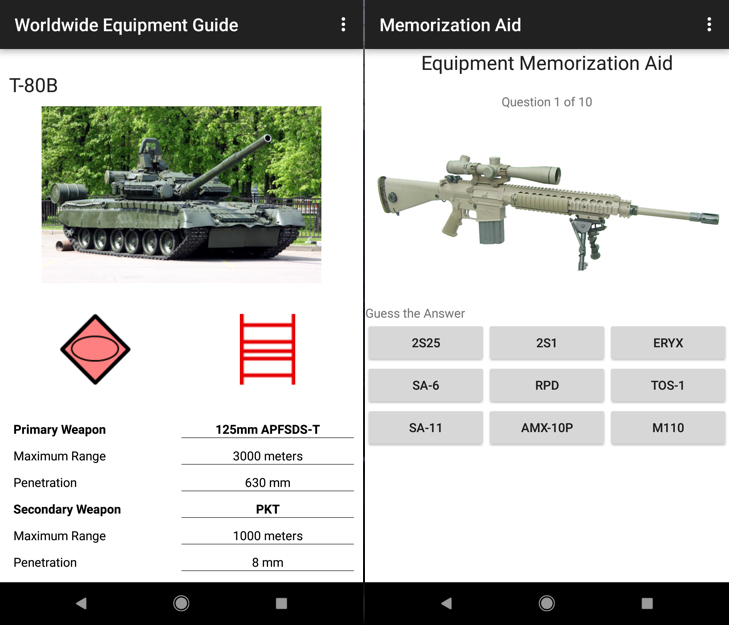 Worldwide Equipment Guide
T-80B
Primary Weapon 125mm APFSDS-T
Maximum Range 3000 meters
Penetration 630 mm
Secondary Weapon PKT
Maximum Range 1000 meters
Penetration 8 mm
Memorization Aid
Equipment Memorization Aid
Question 1 of 10
Guess the Answer
2S25 2S1 ERYX
SA-6 RPD TOS-1
SA-11 AMX-10P M110